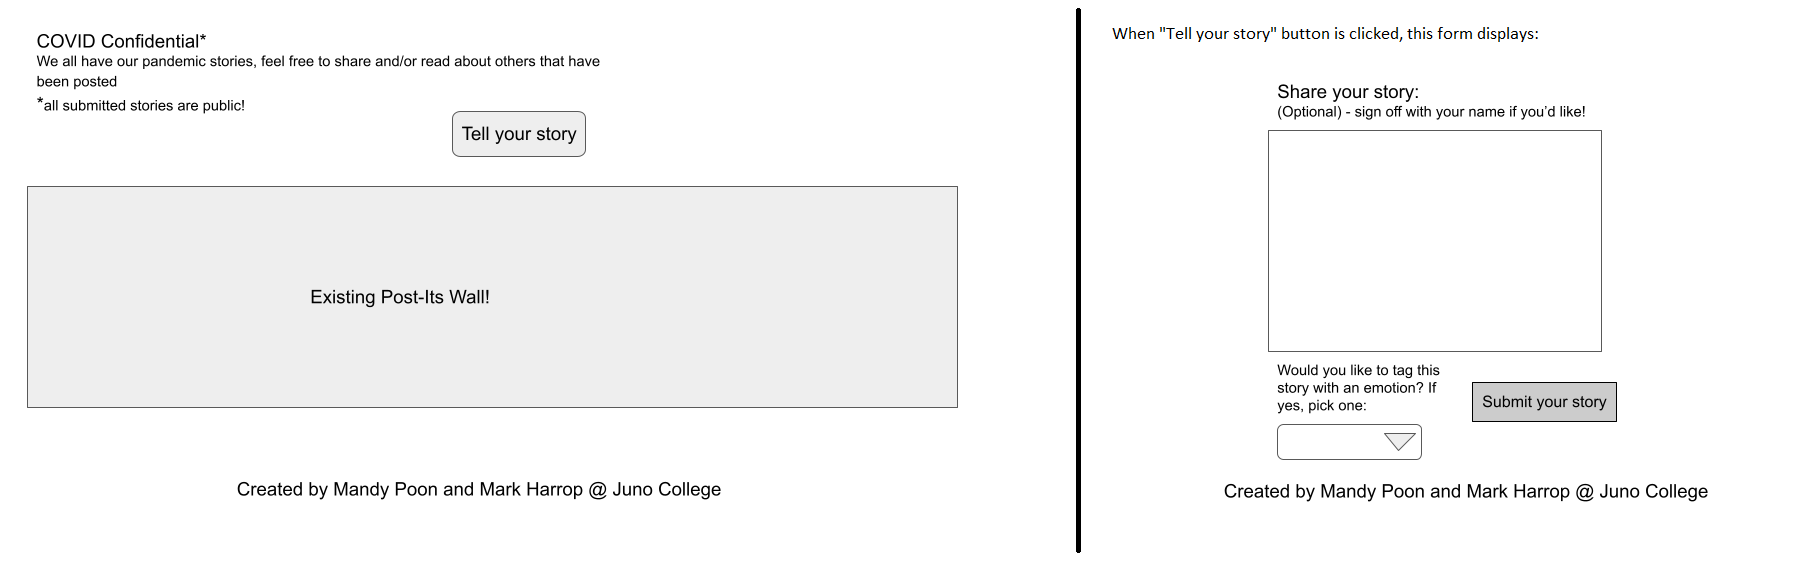 COVID Confidential*
We all have our pandemic stories, feel free to share and/or read about others that have
been posted
*all submitted stories are public!
Tell your story
Existing Post-Its Wall!
Created by Mandy Poon and Mark Harrop @ Juno College
When "Tell your story" button is clicked, this form displays:
Share your story:
(Optional) - sign off with your name if you’d like!
Would you like to tag this
story with an emotion? If
yes, pick one:
Submit your story
Created by Mandy Poon and Mark Harrop @ Juno College